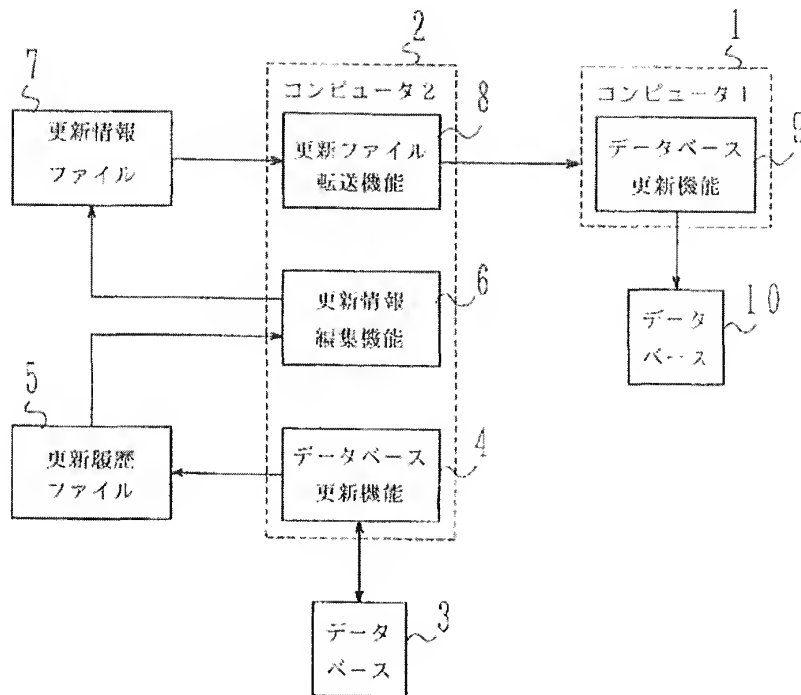 2
1
7
コンピュータ2
コンピュータ1
8
9
更新情報
ファイル
更新ファイル
転送機能
データベース
更新機能
6
10
更新情報
編集機能
データ
ベース
5
4
更新履歴
ファイル
データベース
更新機能
3
データ
ベース